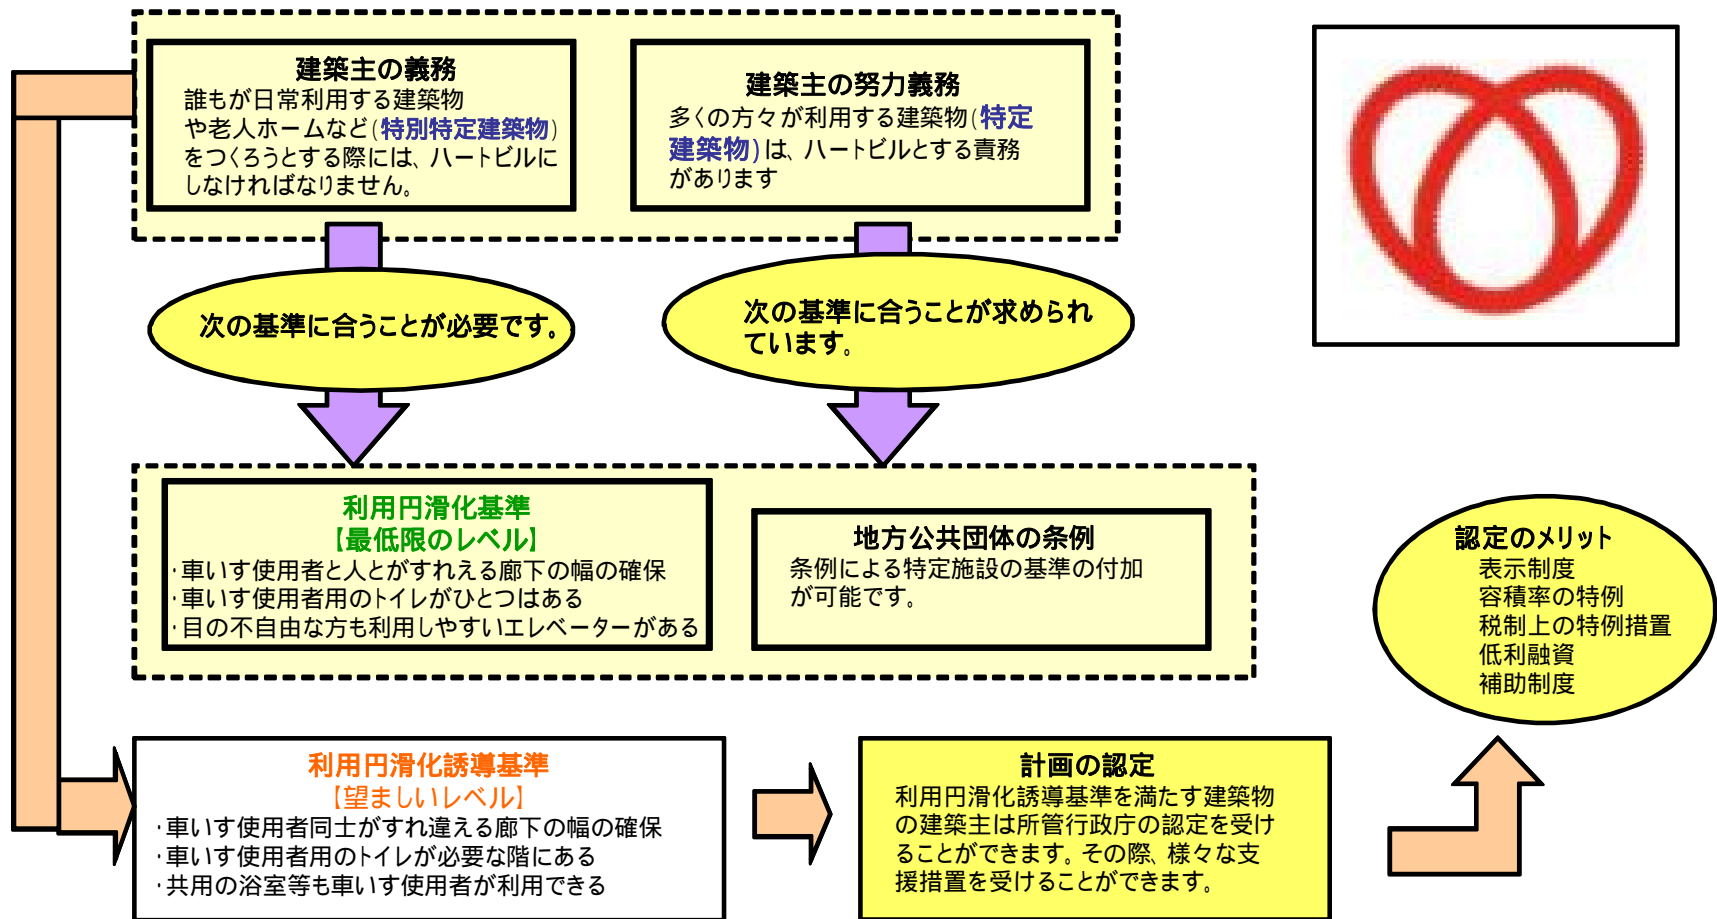 建築主の義務
誰もが日常利用する建築物
や老人ホームなど(特別特定建築物)
をつくろうとする際には、ハートビルに
しなければなりません。
建築主の努力義務
多くの方々が利用する建築物(特定
建築物)は、ハートビルとする責務
があります
次の基準に合うことが必要です。
次の基準に合うことが求められ
ています。
利用円滑化基準
【最低限のレベル】
・車いす使用者と人とがすれえる廊下の幅の確保
・車いす使用者用のトイレがひとつはある
・目の不自由な方も利用しやすいエレベーターがある
地方公共団体の条例
条例による特定施設の基準の付加
が可能です。
認定のメリット
表示制度
容積率の特例
税制上の特例措置
低利融資
補助制度
利用円滑化誘導基準
【望ましいレベル】
・車いす使用者同士がすれ違える廊下の幅の確保
・車いす使用者用のトイレが必要な階にある
・共用の浴室等も車いす使用者が利用できる
計画の認定
利用円滑化誘導基準を満たす建築物
の建築主は所管行政庁の認定を受け
ることができます。その際、様々な支
援措置を受けることができます。